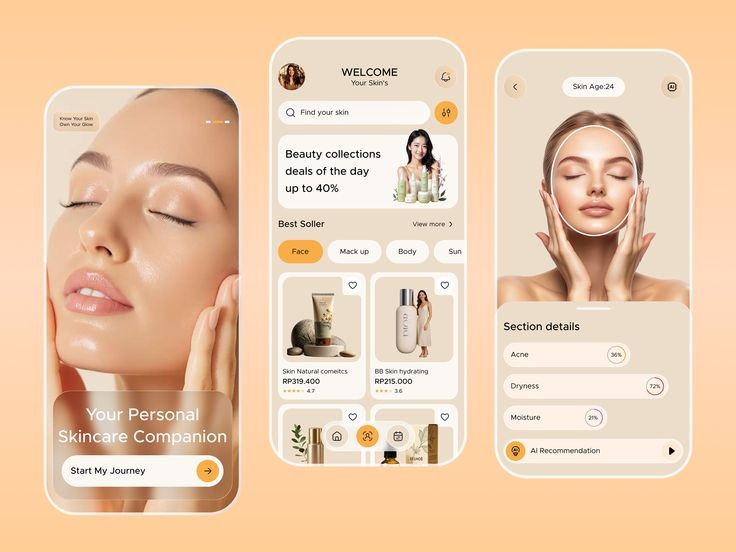 Know Your Skin
Own Your Glow
Your Personal
Skincare Companion
Start My Journey
WELCOME
Your Skin's
Find your skin
Beauty collections
deals of the day
up to 40%
Best Soller
View more
Face
Mack up
Body
Sun
Skin Natural comeitcs
RP319.400
4.7
BB Skin hydrating
RP215.000
3.6
Skin Age:24
AI
Section details
Acne
36%
Dryness
72%
Moisture
21%
AI Recommendation